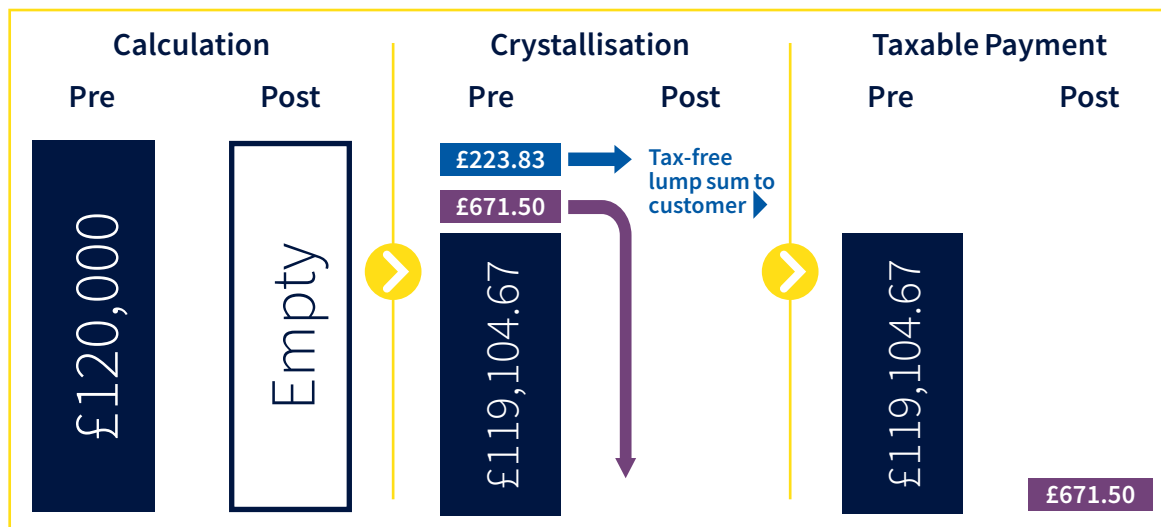 Calculation
Pre
Post
£120,000
Empty
Crystallisation
Pre
Post
£223.83
£671.50
£119,104.67
Tax-free
lump sum to
customer
Taxable Payment
Pre
Post
£119,104.67
£671.50